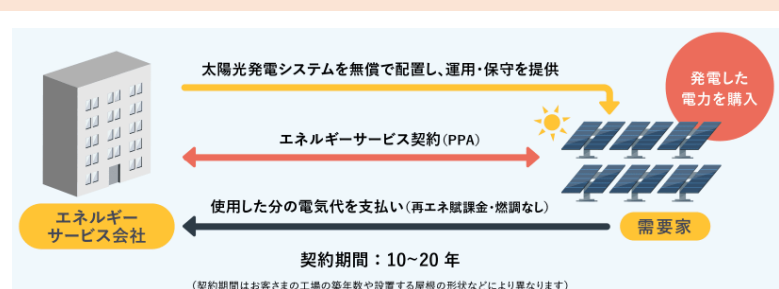 太陽光発電システムを無償で配置し、運用・保守を提供
発電した
電力を購入
エネルギーサービス契約(PPA)
使用した分の電気代を支払い(再エネ賦課金・燃調なし)
エネルギー
サービス会社
需要家
契約期間：10~20 年
(契約期間はお客さまの工場の築年数や設置する屋根の形状などにより異なります)